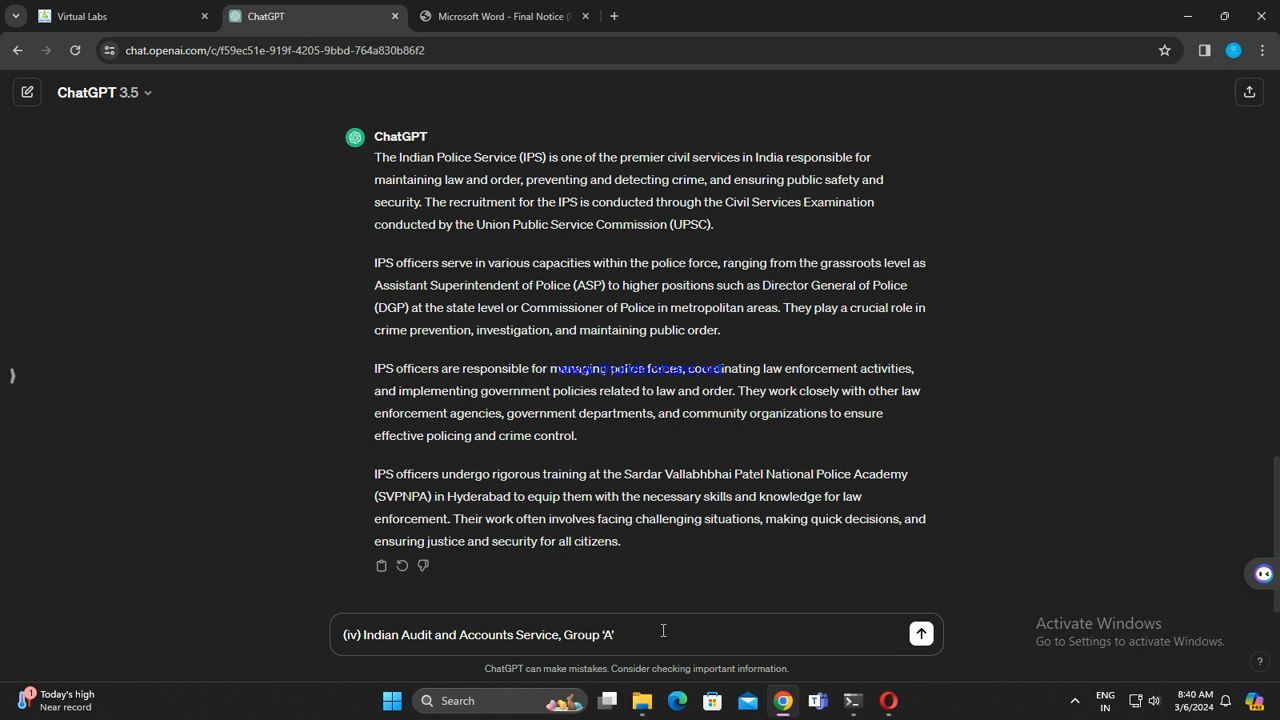 Virtual Labs
ChatGPT
Microsoft Word - Final Notice (
chat.openai.com/c/f59ec51e-919f-4205-9bbd-764a830b86f2
ChatGPT 3.5
ChatGPT
The Indian Police Service (IPS) is one of the premier civil services in India responsible for
maintaining law and order, preventing and detecting crime, and ensuring public safety and
security. The recruitment for the IPS is conducted through the Civil Services Examination
conducted by the Union Public Service Commission (UPSC).
IPS officers serve in various capacities within the police force, ranging from the grassroots level as
Assistant Superintendent of Police (ASP) to higher positions such as Director General of Police
(DGP) at the state level or Commissioner of Police in metropolitan areas. They play a crucial role in
crime prevention, investigation, and maintaining public order.
IPS officers are responsible for managing police forces, coordinating law enforcement activities,
and implementing government policies related to law and order. They work closely with other law
enforcement agencies, government departments, and community organizations to ensure
effective policing and crime control.
IPS officers undergo rigorous training at the Sardar Vallabhbhai Patel National Police Academy
(SVPNPA) in Hyderabad to equip them with the necessary skills and knowledge for law
enforcement. Their work often involves facing challenging situations, making quick decisions, and
ensuring justice and security for all citizens.
(iv) Indian Audit and Accounts Service, Group ‘A’
Activate Windows
Go to Settings to activate Windows.
ChatGPT can make mistakes. Consider checking important information.
?
1
Today's high
Near record
Search
ENG
IN
8:40 AM
3/6/2024